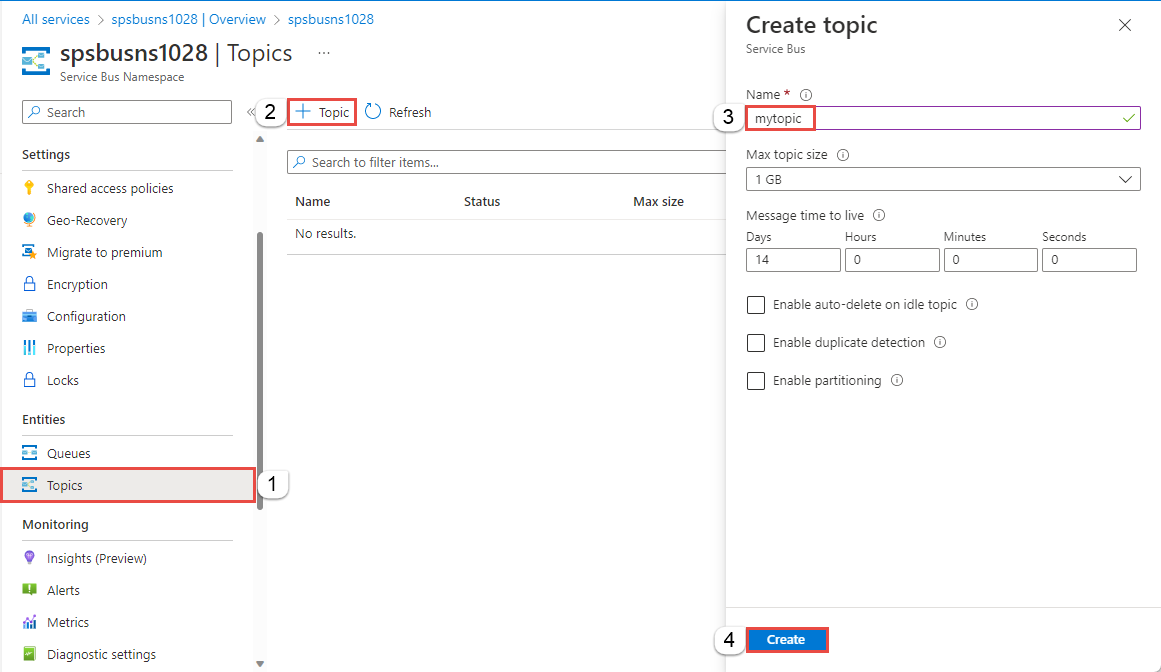 All services > spsbusns1028 | Overview > spsbusns1028
spsbusns1028 | Topics ...
Service Bus Namespace
Search
«
Settings
Shared access policies
Geo-Recovery
Migrate to premium
Encryption
Configuration
Properties
Locks
Entities
Queues
Topics
1
Monitoring
Insights (Preview)
Alerts
Metrics
Diagnostic settings
2
+ Topic Refresh
Search to filter items...
Name Status Max size
No results.
Create topic
Service Bus
Name *
3
mytopic
Max topic size
1 GB
Message time to live
Days Hours Minutes Seconds
14 0 0 0
Enable auto-delete on idle topic
Enable duplicate detection
Enable partitioning
4
Create